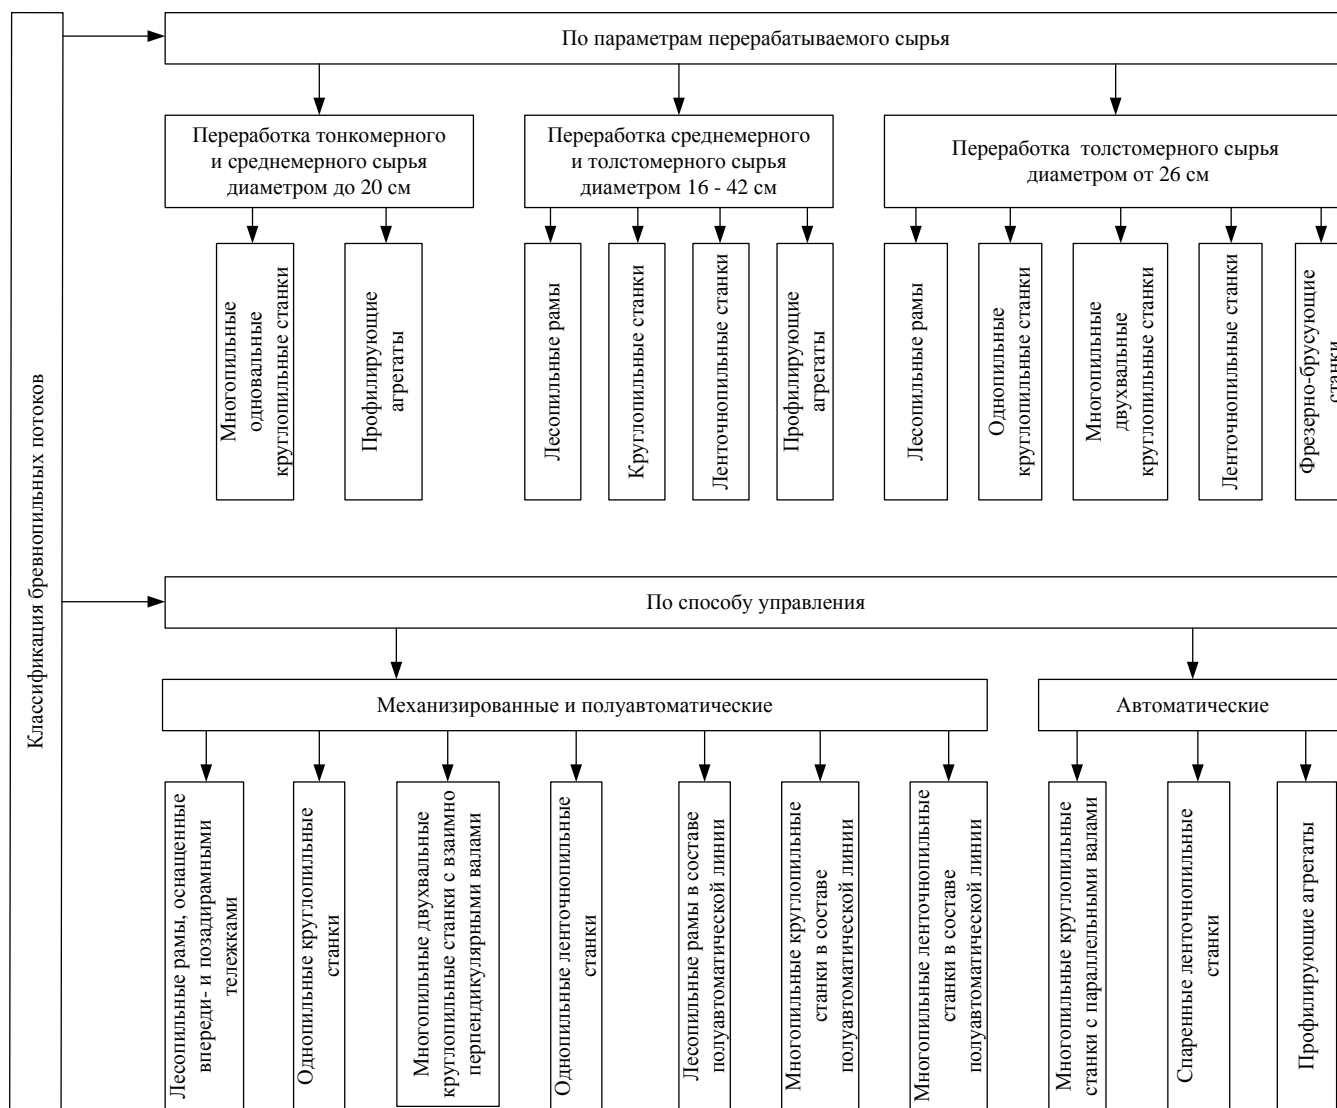 Классификация бревнопильных потоков
По параметрам перерабатываемого сырья
Переработка тонкомерного
и среднемерного сырья
диаметром до 20 см
Переработка среднемерного
и толстомерного сырья
диаметром 16 - 42 см
Переработка толстомерного сырья
диаметром от 26 см
Многопильные
одновальные
круглопильные станки
Профилирующие
агрегаты
Лесопильные рамы
Круглопильные станки
Ленточнопильные станки
Профилирующие
агрегаты
Лесопильные рамы
Однопильные
круглопильные станки
Многопильные
двухвальные
круглопильные станки
Ленточнопильные станки
Фрезерно-брусующие
станки
По способу управления
Механизированные и полуавтоматические
Автоматические
Лесопильные рамы, оснащенные
впереди- и позадирамным
тележками
Однопильные круглопильные
станки
Многопильные двухвальные
круглопильные станки с взаимно
перпендикулярными валами
Однопильные ленточнопильные
станки
Лесопильные рамы в составе
полуавтоматической линии
Многопильные круглопильные
станки в составе
полуавтоматической линии
Многопильные ленточнопильные
станки в составе
полуавтоматической линии
Многопильные круглопильные
станки с параллельными валами
Спаренные ленточнопильные
станки
Профилирующие агрегаты